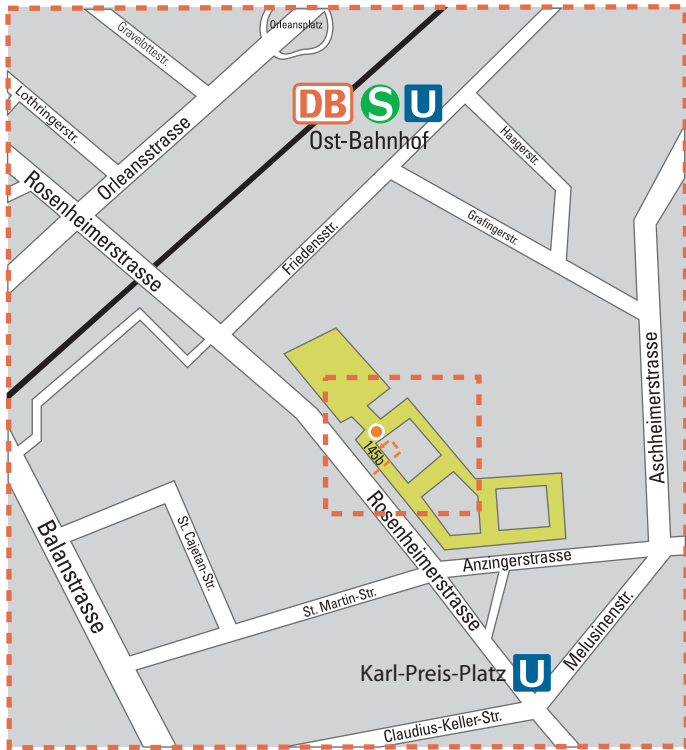 Orleansplatz
Gravelottestr.
Lothringerstr.
Orleansstrasse
DB S U
Ost-Bahnhof
Haagerstr.
Rosenheimerstrasse
Grafingerstr.
Friedensstr.
Aschheimerstrasse
145b
Rosenheimerstrasse
Balanstrasse
St. Cajetan-Str.
Anzingerstrasse
St. Martin-Str.
Melusinenstr.
Karl-Preis-Platz U
Claudius-Keller-Str.